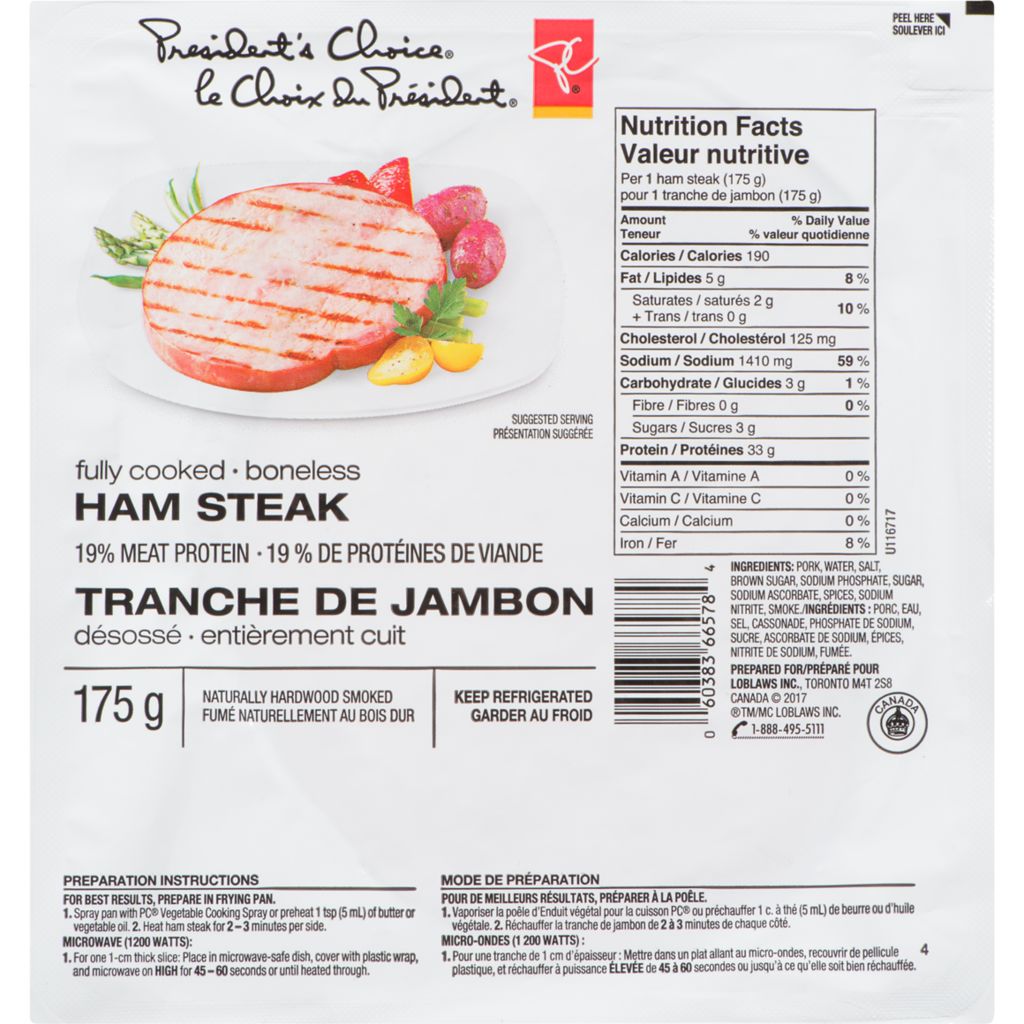 President's Choice®
le Choix du Président®
PC®
PEEL HERE
SOULEVER ICI
Nutrition Facts
Valeur nutritive
Per 1 ham steak (175 g)
pour 1 tranche de jambon (175 g)
Amount % Daily Value
Teneur % valeur quotidienne
Calories / Calories 190
Fat / Lipides 5 g 8 %
Saturates / saturés 2 g
+ Trans / trans 0 g 10 %
Cholesterol / Cholestérol 125 mg
Sodium / Sodium 1410 mg 59 %
Carbohydrate / Glucides 3 g 1 %
Fibre / Fibres 0 g 0 %
Sugars / Sucres 3 g
Protein / Protéines 33 g
Vitamin A / Vitamine A 0 %
Vitamin C / Vitamine C 0 %
Calcium / Calcium 0 %
Iron / Fer 8 %
U116717
SUGGESTED SERVING
PRÉSENTATION SUGGÉRÉE
fully cooked · boneless
HAM STEAK
19% MEAT PROTEIN · 19 % DE PROTÉINES DE VIANDE
TRANCHE DE JAMBON
désossé · entièrement cuit
175 g
NATURALLY HARDWOOD SMOKED
FUMÉ NATURELLEMENT AU BOIS DUR
KEEP REFRIGERATED
GARDER AU FROID
0 60383 66578 4
INGREDIENTS: PORK, WATER, SALT,
BROWN SUGAR, SODIUM PHOSPHATE, SUGAR,
SODIUM ASCORBATE, SPICES, SODIUM
NITRITE, SMOKE./INGRÉDIENTS : PORC, EAU,
SEL, CASSONADE, PHOSPHATE DE SODIUM,
SUCRE, ASCORBATE DE SODIUM, ÉPICES,
NITRITE DE SODIUM, FUMÉE.
PREPARED FOR/PRÉPARÉ POUR
LOBLAWS INC., TORONTO M4T 2S8
CANADA © 2017
®TM/MC LOBLAWS INC.
1-888-495-5111
CANADA
PREPARATION INSTRUCTIONS
FOR BEST RESULTS, PREPARE IN FRYING PAN.
1. Spray pan with PC® Vegetable Cooking Spray or preheat 1 tsp (5 mL) of butter or
vegetable oil. 2. Heat ham steak for 2 – 3 minutes per side.
MICROWAVE (1200 WATTS):
1. For one 1-cm thick slice: Place in microwave-safe dish, cover with plastic wrap,
and microwave on HIGH for 45 – 60 seconds or until heated through.
MODE DE PRÉPARATION
POUR DE MEILLEURS RÉSULTATS, PRÉPARER À LA POÊLE.
1. Vaporiser la poêle d'Enduit végétal pour la cuisson PC® ou préchauffer 1 c. à thé (5 mL) de beurre ou d'huile
végétale. 2. Réchauffer la tranche de jambon de 2 à 3 minutes de chaque côté.
MICRO-ONDES (1 200 WATTS) :
1. Pour une tranche de 1 cm d'épaisseur : Mettre dans un plat allant au micro-ondes, recouvrir de pellicule
plastique, et réchauffer à puissance ÉLEVÉE de 45 à 60 secondes ou jusqu'à ce qu'elle soit bien réchauffée.
4